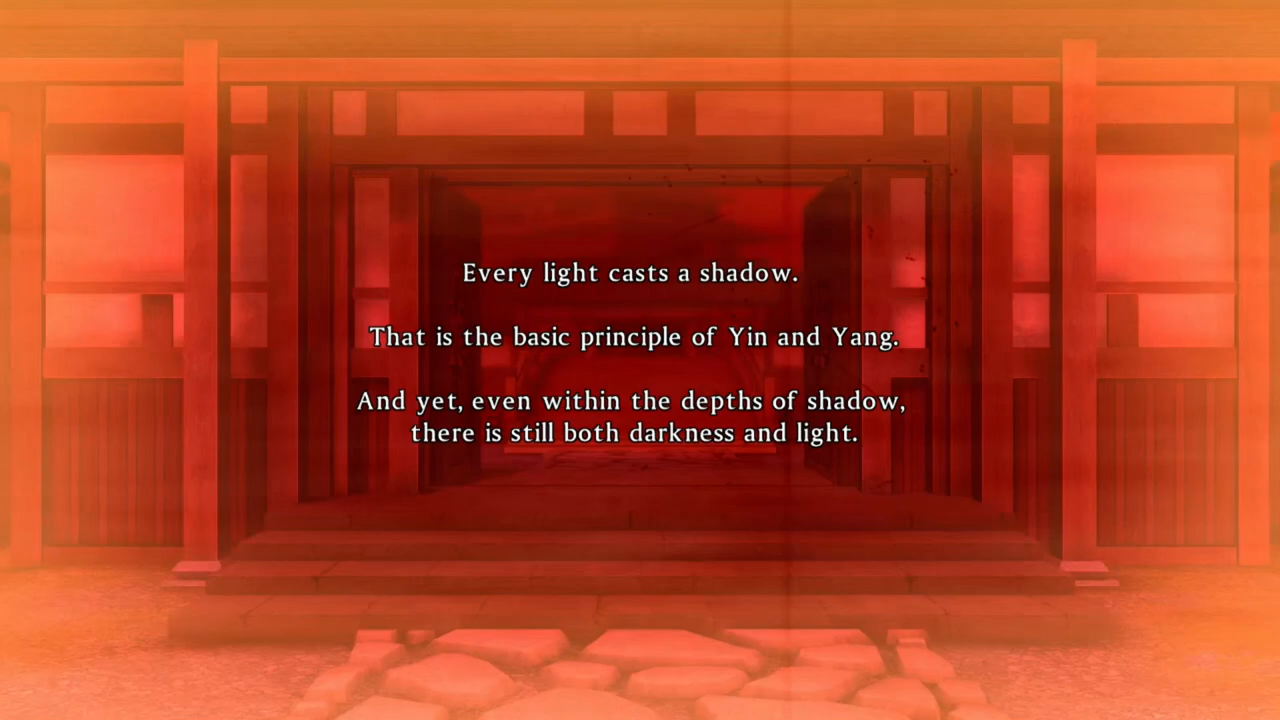 Every light casts a shadow.
That is the basic principle of Yin and Yang.
And yet, even within the depths of shadow,
there is still both darkness and light.